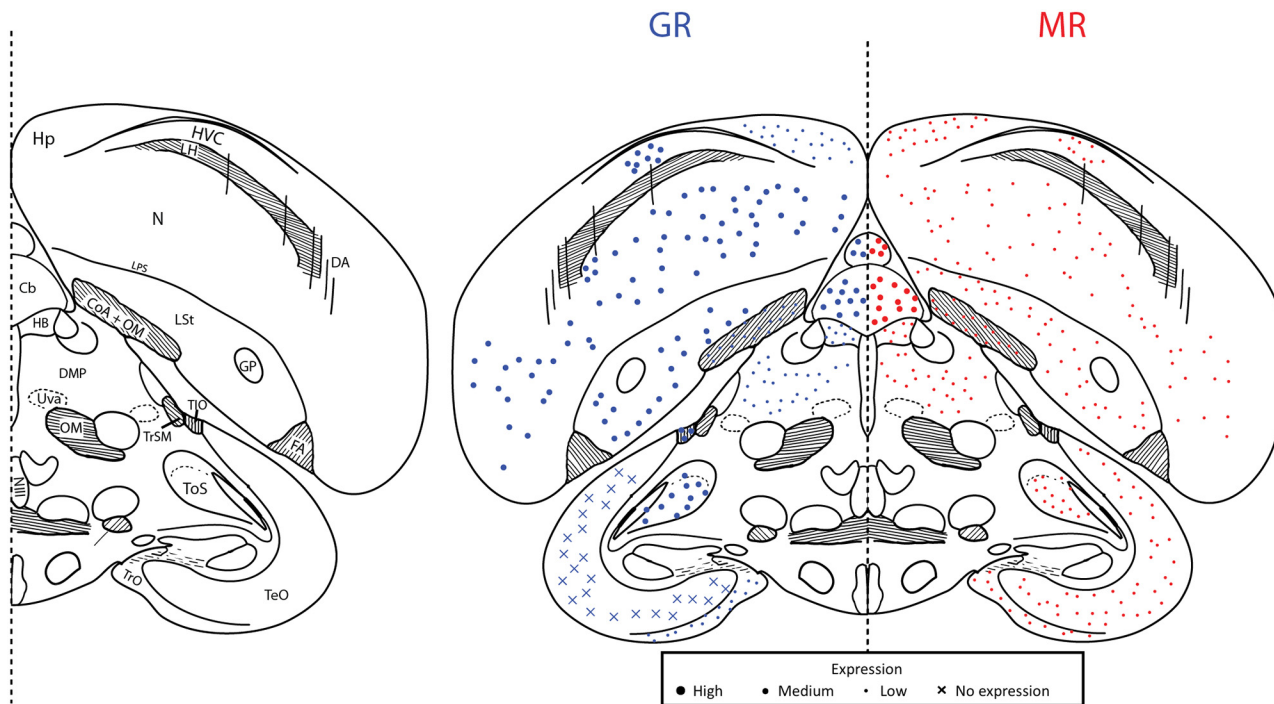 GR
MR
Hp
HVC
LH
N
DA
LPS
Cb
CoA + OM
LSt
HB
GP
DMP
Uva
TIO
OM
TrSM
FA
ToS
NIII
TrO
TeO
Expression
High Medium Low No expression